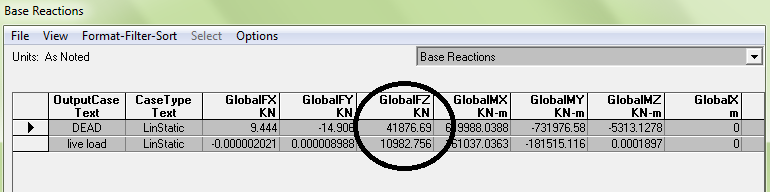 Base Reactions
File View Format-Filter-Sort Select Options
Units: As Noted Base Reactions
OutputCase CaseType GlobalFX GlobalFY GlobalFZ GlobalMX GlobalMY GlobalMZ GlobalX
Text Text KN KN KN KN-m KN-m KN-m m
DEAD LinStatic 9.444 41876.69 -731976.58 -5313.1278 0
live load LinStatic -0.000002021 0.000008988 10982.756 -181515.116 0.0001897 0